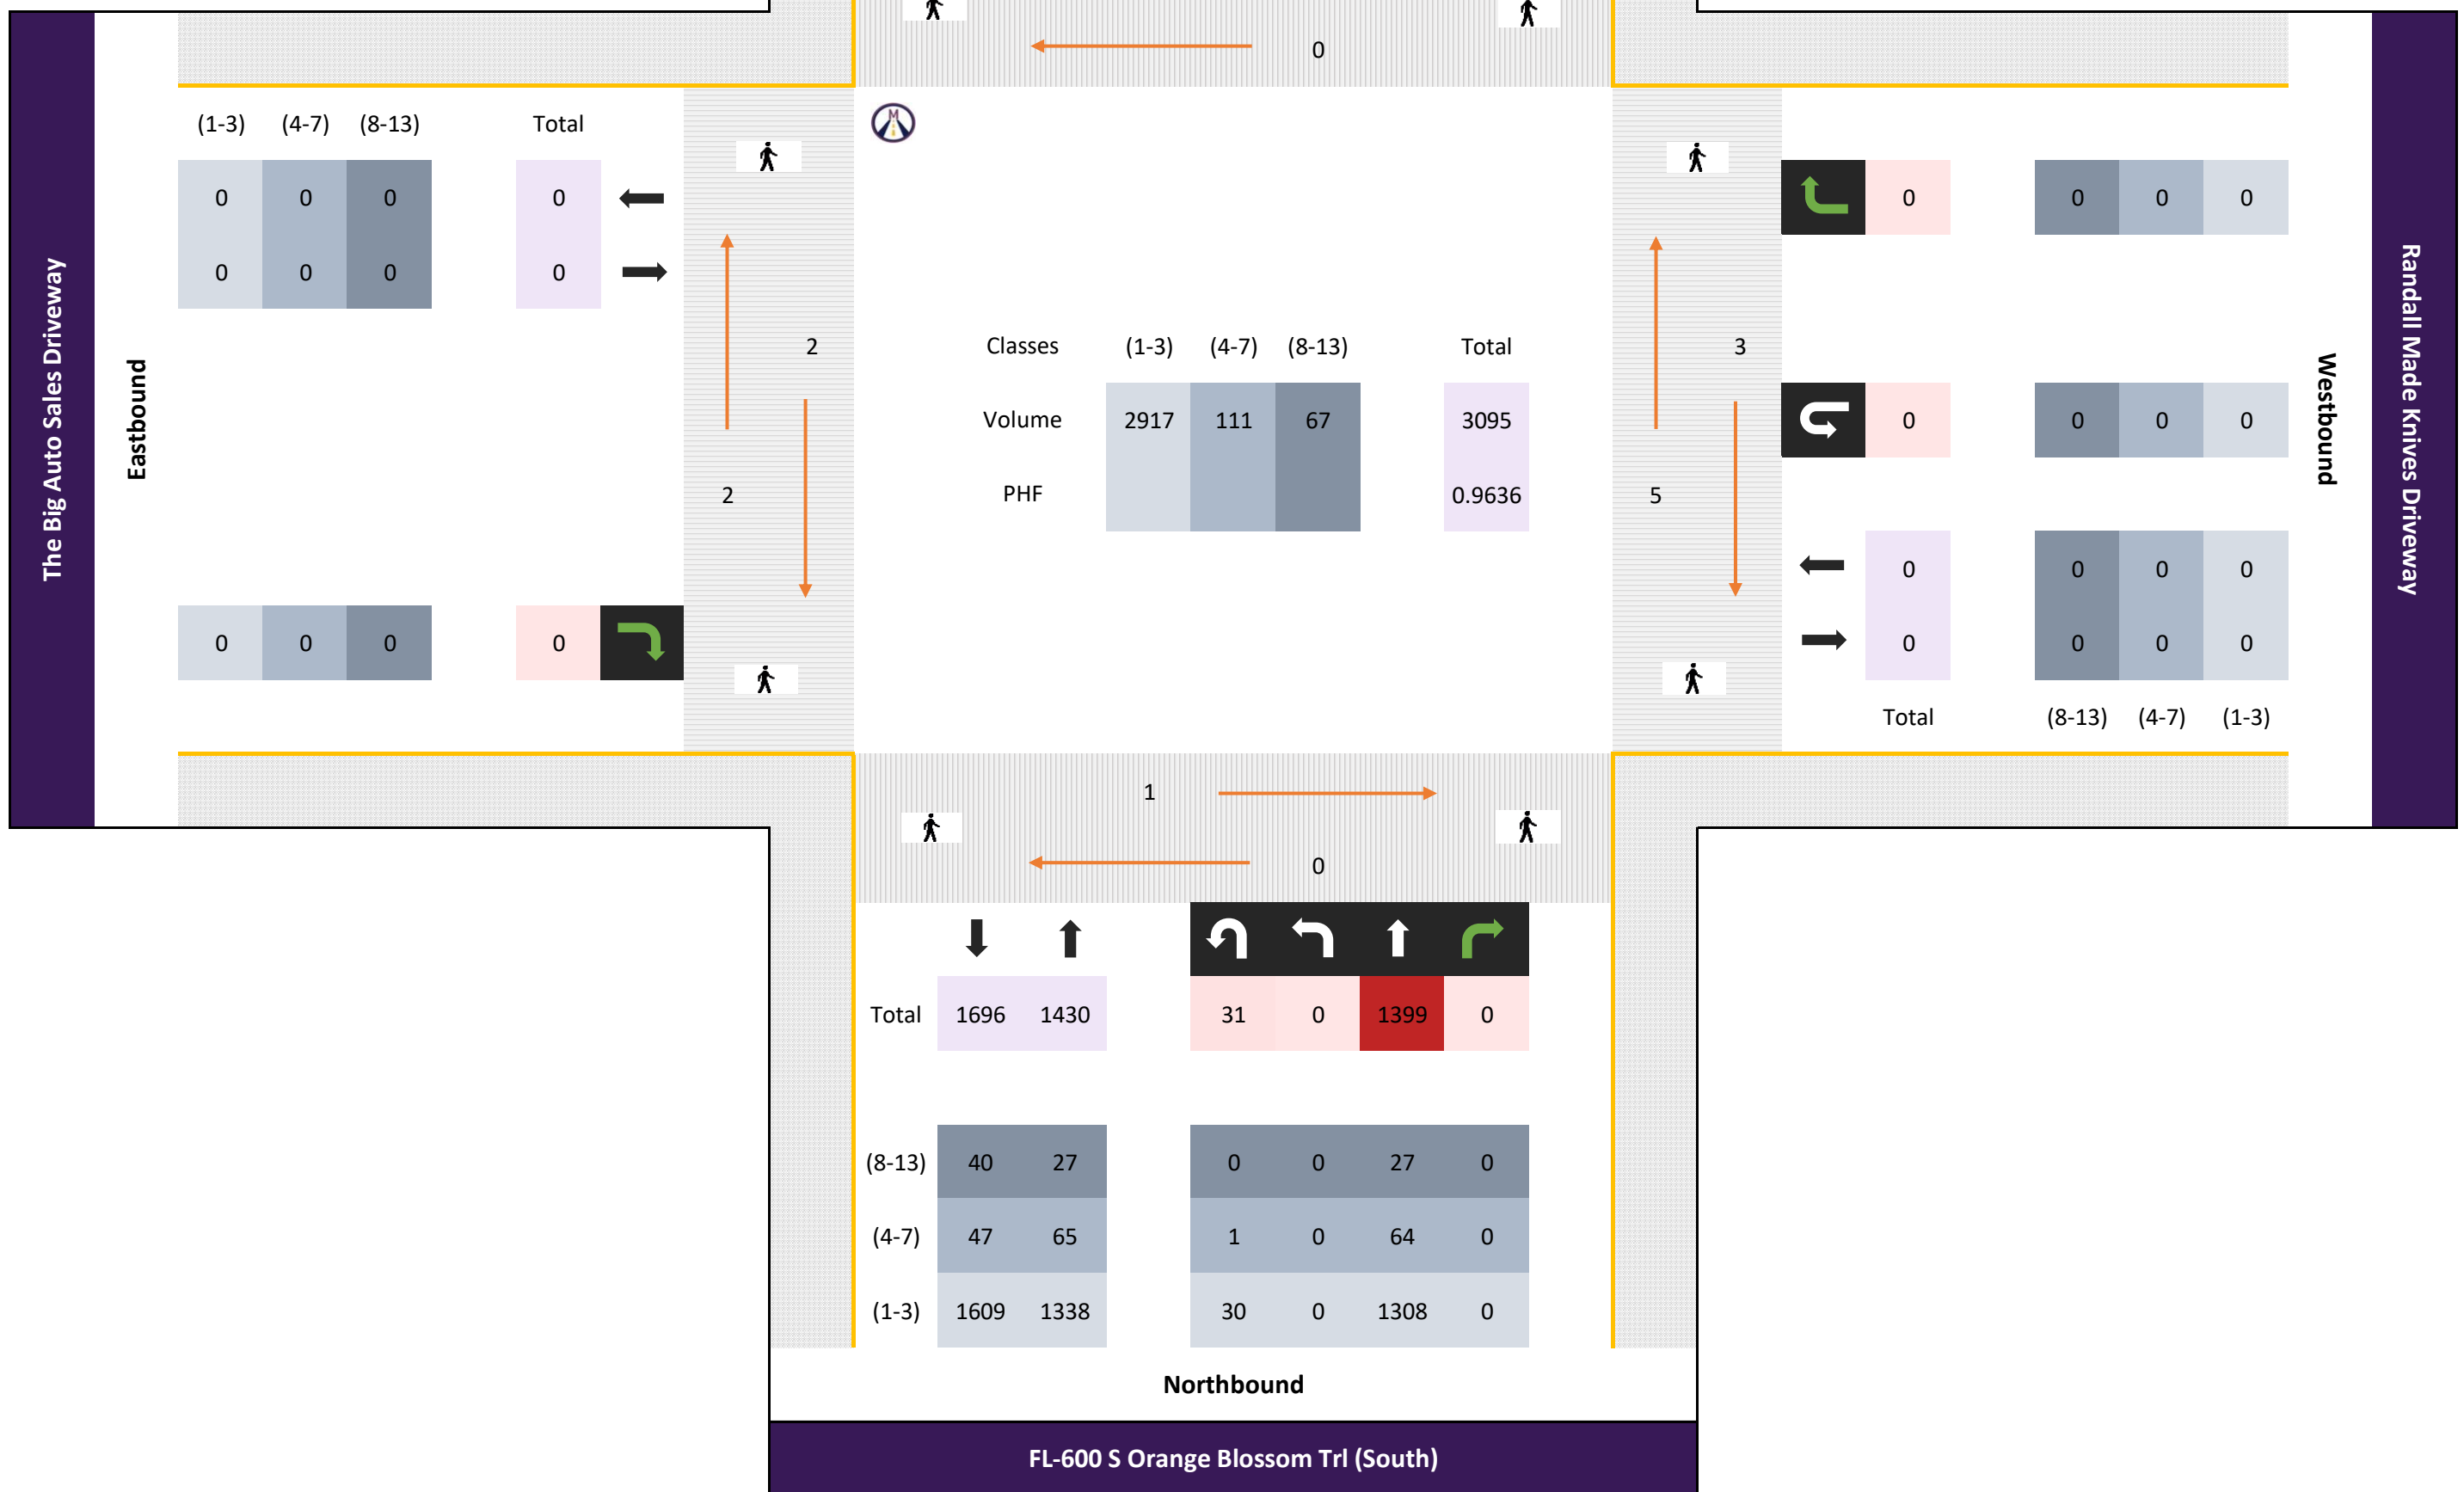 0
(1-3) (4-7) (8-13) Total
0 0 0 0
0 0 0 0
0 0 0 0
The Big Auto Sales Driveway
Eastbound
2
2
M
Classes (1-3) (4-7) (8-13) Total
Volume 2917 111 67 3095
PHF 0.9636
3
5
0 0 0 0
0 0 0 0
0 0 0 0
0 0 0 0
Total (8-13) (4-7) (1-3)
Westbound
Randall Made Knives Driveway
1
0
Total 1696 1430 31 0 1399 0
(8-13) 40 27 0 0 27 0
(4-7) 47 65 1 0 64 0
(1-3) 1609 1338 30 0 1308 0
Northbound
FL-600 S Orange Blossom Trl (South)